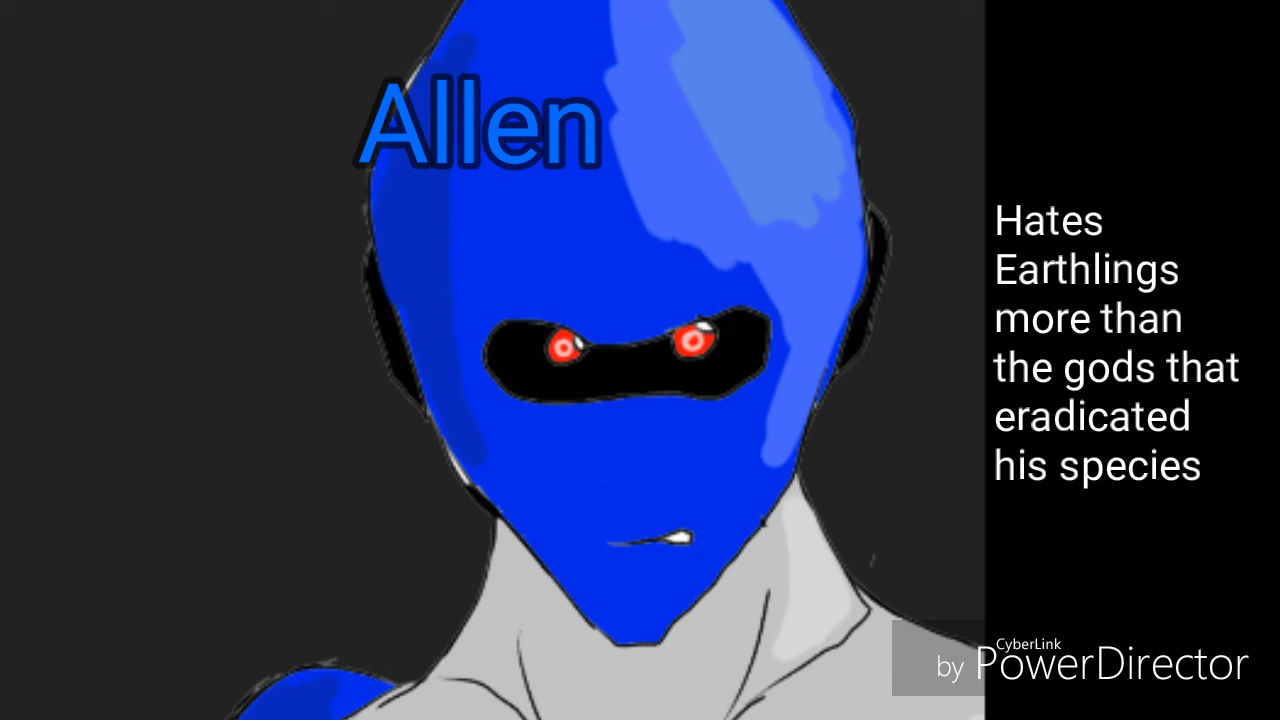 Allen
Hates
Earthlings
more than
the gods that
eradicated
his species
CyberLink
by PowerDirector